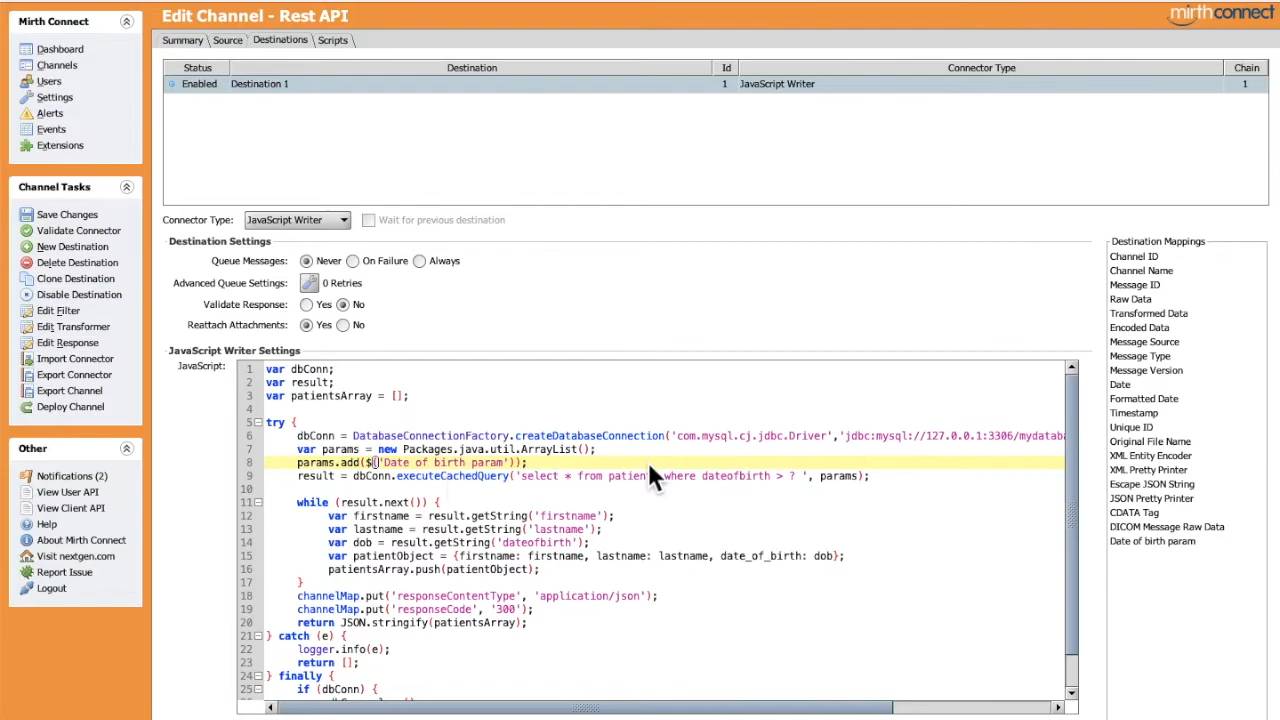 Mirth Connect
Dashboard
Channels
Users
Settings
Alerts
Events
Extensions
Channel Tasks
Save Changes
Validate Connector
New Destination
Delete Destination
Clone Destination
Disable Destination
Edit Filter
Edit Transformer
Edit Response
Import Connector
Export Connector
Export Channel
Deploy Channel
Other
Notifications (2)
View User API
View Client API
Help
About Mirth Connect
Visit nextgen.com
Report Issue
Logout
Edit Channel - Rest API
mirthconnect
Summary Source Destinations Scripts
Status Destination Id Connector Type Chain
Enabled Destination 1 1 JavaScript Writer 1
Connector Type: JavaScript Writer Wait for previous destination
Destination Settings
Queue Messages: Never On Failure Always
Advanced Queue Settings: 0 Retries
Validate Response: Yes No
Reattach Attachments: Yes No
JavaScript Writer Settings
JavaScript:
1 var dbConn;
2 var result;
3 var patientsArray = [];
4
5 try {
6 dbConn = DatabaseConnectionFactory.createDatabaseConnection('com.mysql.cj.jdbc.Driver','jdbc:mysql://127.0.0.1:3306/mydatab
7 var params = new Packages.java.util.ArrayList();
8 params.add($('Date of birth param'));
9 result = dbConn.executeCachedQuery('select * from patient where dateofbirth > ? ', params);
10
11 while (result.next()) {
12 var firstname = result.getString('firstname');
13 var lastname = result.getString('lastname');
14 var dob = result.getString('dateofbirth');
15 var patientObject = {firstname: firstname, lastname: lastname, date_of_birth: dob};
16 patientsArray.push(patientObject);
17 }
18 channelMap.put('responseContentType', 'application/json');
19 channelMap.put('responseCode', '300');
20 return JSON.stringify(patientsArray);
21 } catch (e) {
22 logger.info(e);
23 return [];
24 } finally {
25 if (dbConn) {
Destination Mappings
Channel ID
Channel Name
Message ID
Raw Data
Transformed Data
Encoded Data
Message Source
Message Type
Message Version
Date
Formatted Date
Timestamp
Unique ID
Original File Name
XML Entity Encoder
XML Pretty Printer
Escape JSON String
JSON Pretty Printer
CDATA Tag
DICOM Message Raw Data
Date of birth param